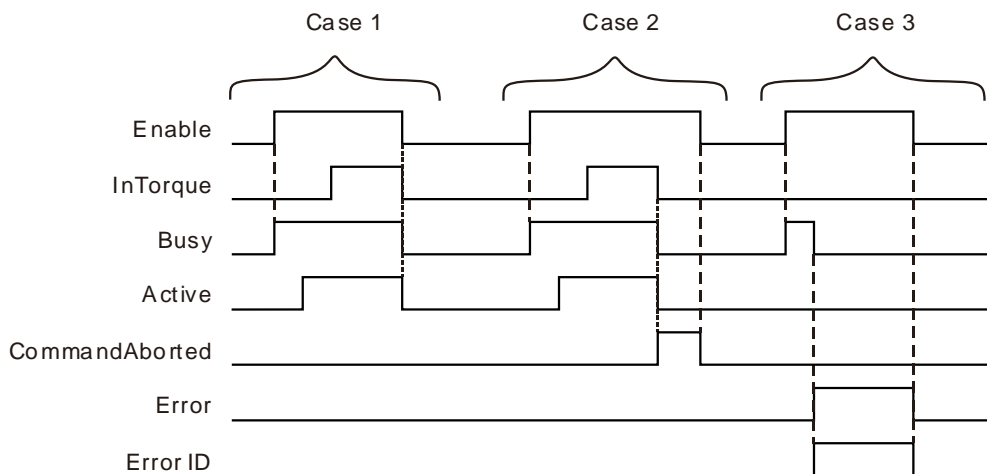 Case 1
Case 2
Case 3
Enable
InTorque
Busy
Active
CommandAborted
Error
Error ID